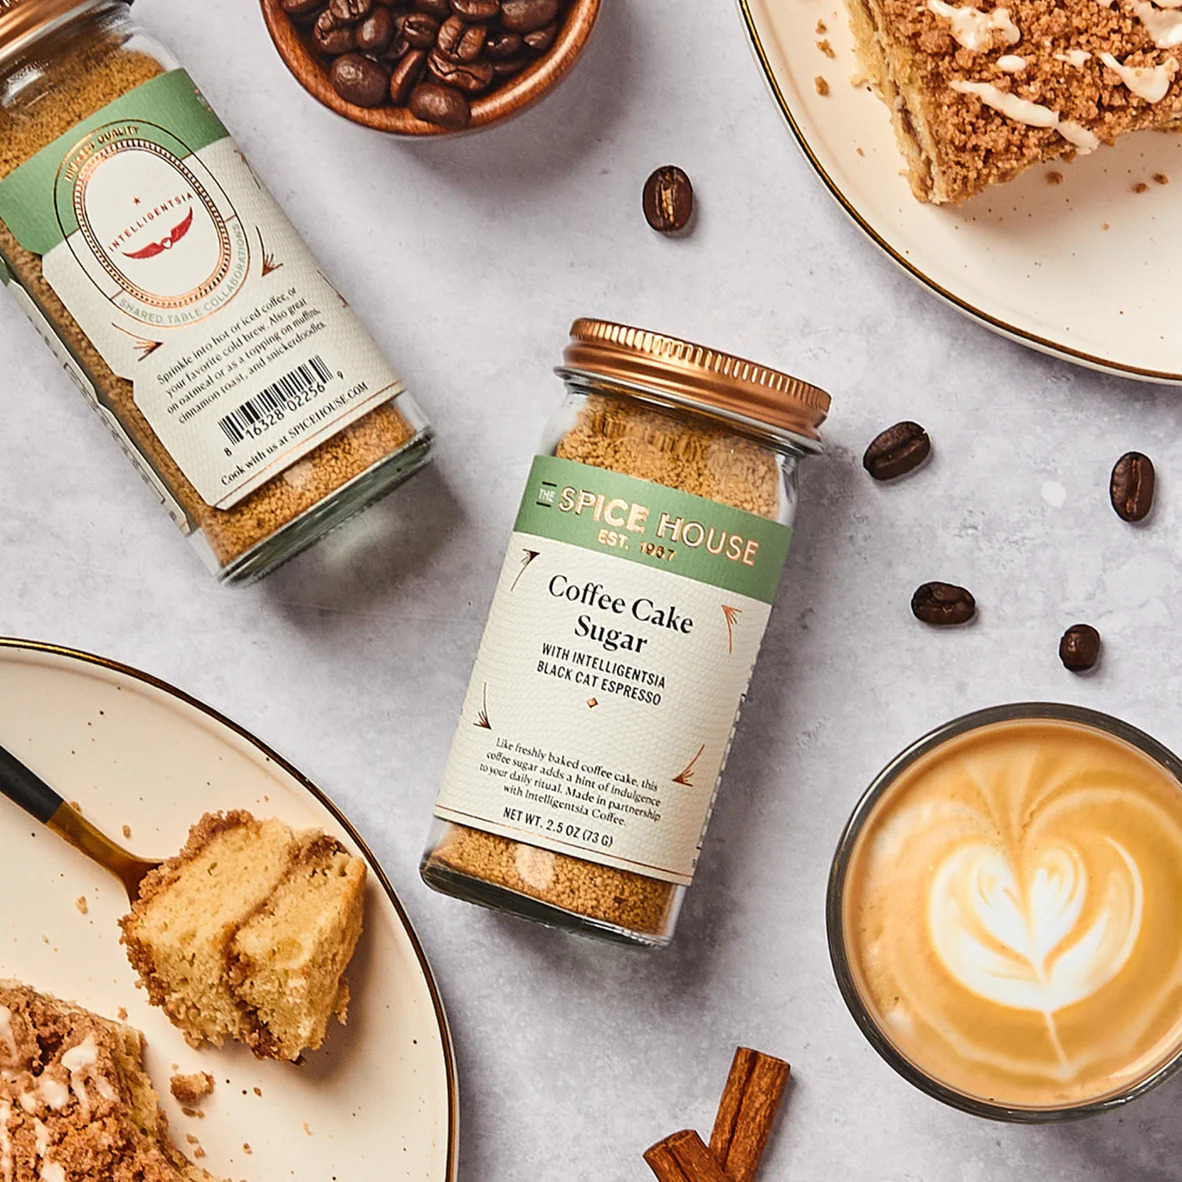 QUALITY
INTELLIGENTSIA
SHARED TABLE COLLABORATIONS
Sprinkle into hot or iced coffee, or
your favorite cold brew. Also great
on oatmeal or as a topping on muffins,
cinnamon toast, and snickerdoodles.
8 16328 02256 9
Cook with us at SPICEHOUSE.COM
THE SPICE HOUSE
EST. 1957
Coffee Cake
Sugar
WITH INTELLIGENTSIA
BLACK CAT ESPRESSO
Like freshly baked coffee cake, this
coffee sugar adds a hint of indulgence
to your daily ritual. Made in partnership
with Intelligentsia Coffee.
NET WT. 2.5 OZ (73 G)